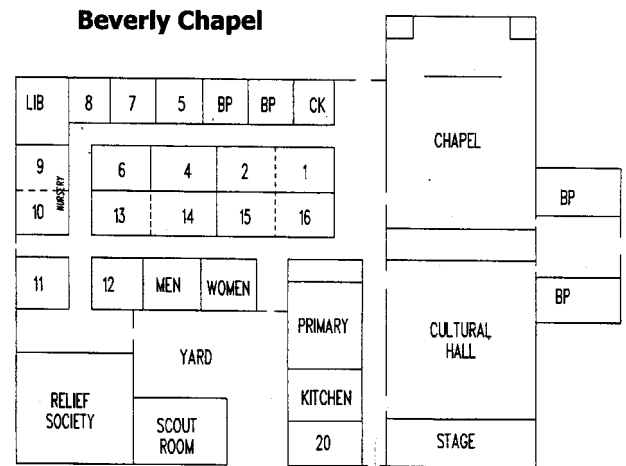 Beverly Chapel
LIB 8 7 5 BP BP CK
CHAPEL
9 6 4 2 1
NURSERY
10 13 14 15 16
BP
11 12 MEN WOMEN
BP
PRIMARY
CULTURAL
HALL
YARD
RELIEF
SOCIETY
KITCHEN
SCOUT
ROOM
20
STAGE